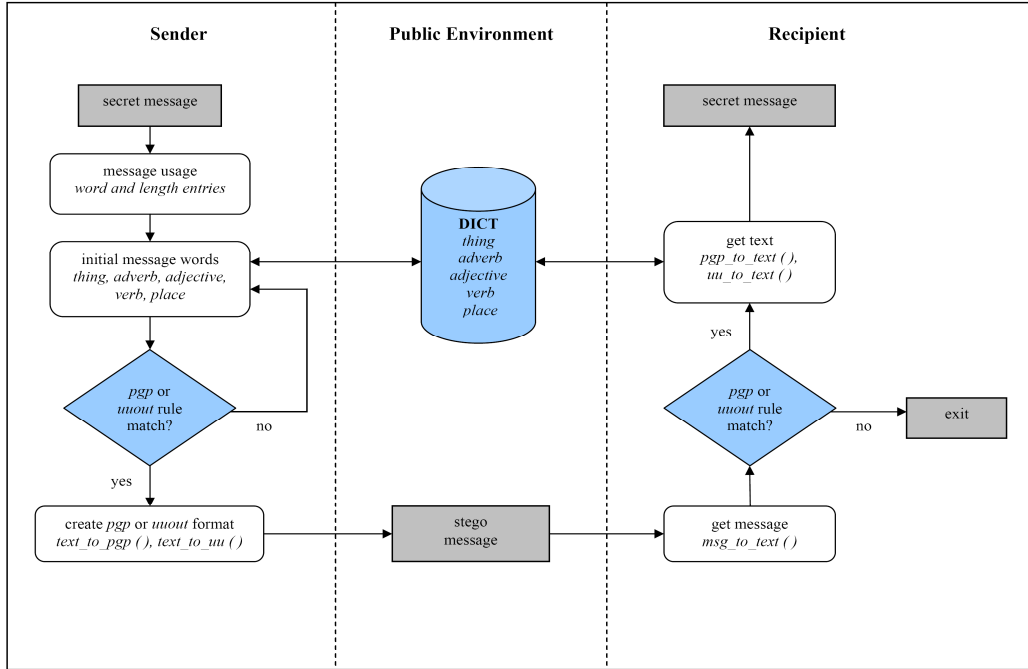 Sender
Public Environment
Recipient
secret message
message usage
word and length entries
initial message words
thing, adverb, adjective,
verb, place
pgp or
uuout rule
match?
no
yes
create pgp or uuout format
text_to_pgp ( ), text_to_uu ( )
DICT
thing
adverb
adjective
verb
place
stego
message
secret message
get text
pgp_to_text ( ),
uu_to_text ( )
yes
pgp or
uuout rule
match?
no
exit
get message
msg_to_text ( )